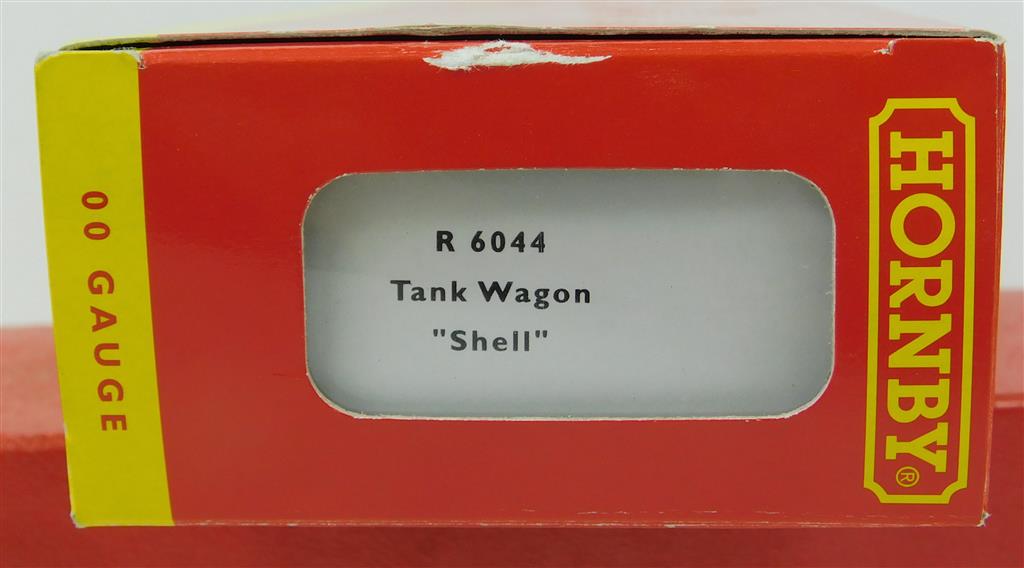 00 GAUGE
R 6044
Tank Wagon
"Shell"
HORNBY®